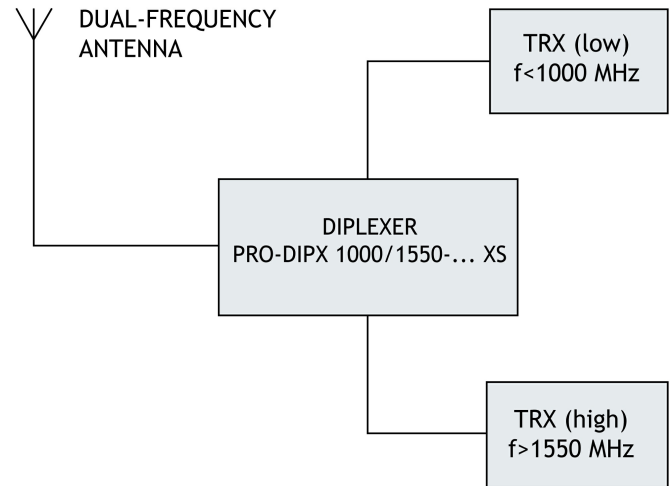 DUAL-FREQUENCY
ANTENNA
TRX (low)
f<1000 MHz
DIPLEXER
PRO-DIPX 1000/1550-... XS
TRX (high)
f>1550 MHz